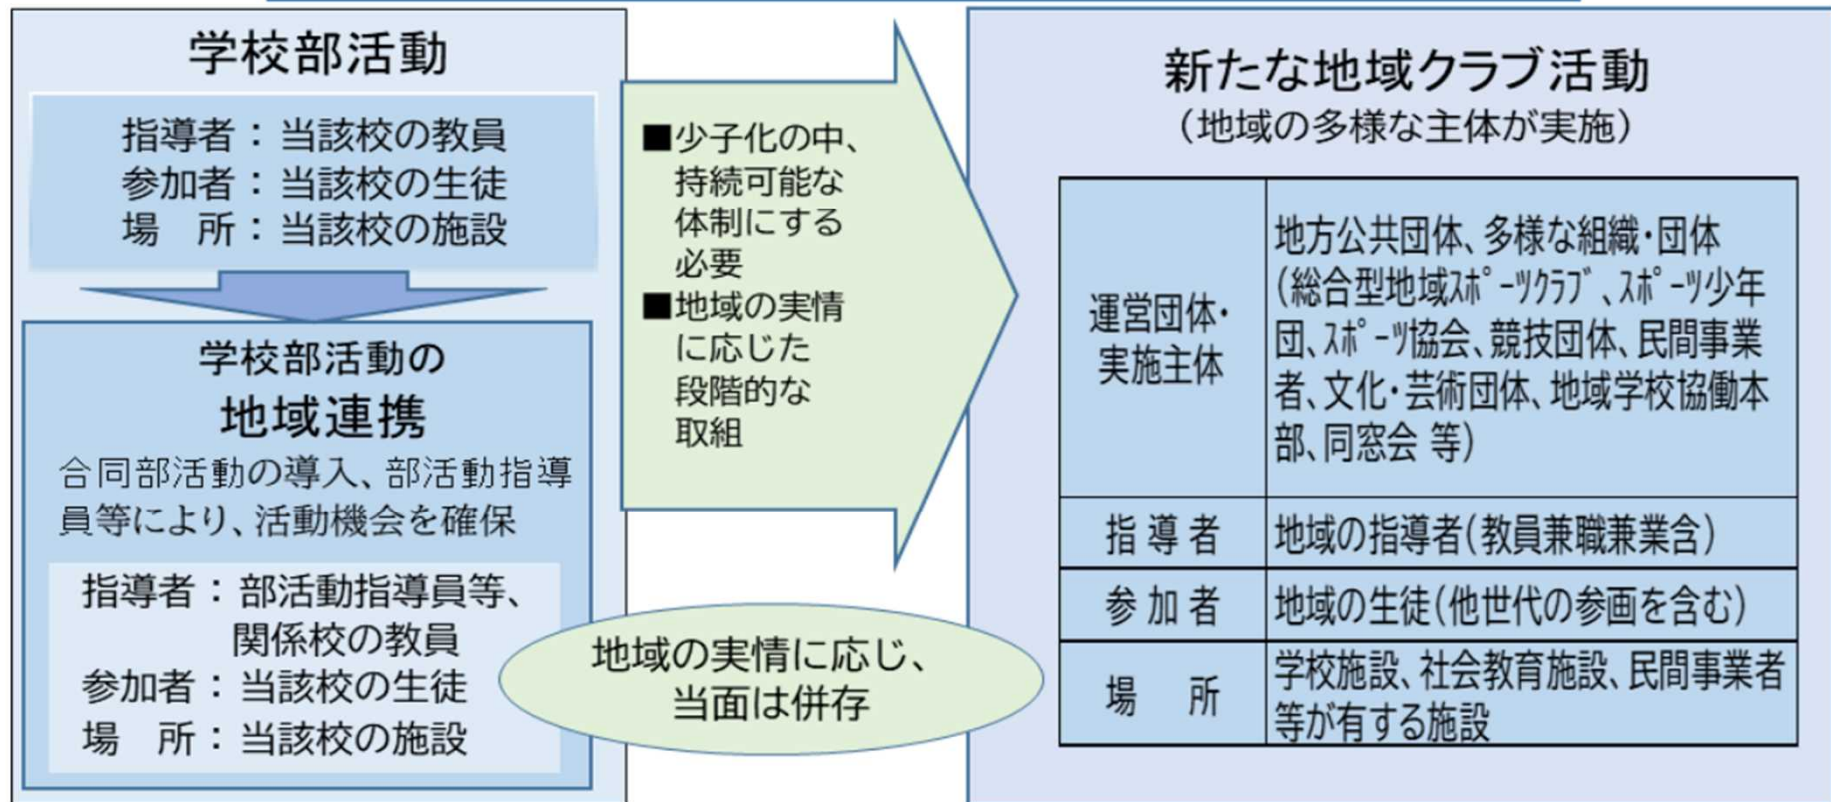 学校部活動
指導者：当該校の教員
参加者：当該校の生徒
場　所：当該校の施設
学校部活動の
地域連携
合同部活動の導入、部活動指導
員等により、活動機会を確保
指導者：部活動指導員等、
関係校の教員
参加者：当該校の生徒
場　所：当該校の施設
■少子化の中、
持続可能な
体制にする
必要
■地域の実情
に応じた
段階的な
取組
地域の実情に応じ、
当面は併存
新たな地域クラブ活動
（地域の多様な主体が実施）
運営団体・
実施主体
地方公共団体、多様な組織・団体
（総合型地域ｽﾎﾟｰﾂｸﾗﾌﾞ、ｽﾎﾟｰﾂ少年
団、ｽﾎﾟｰﾂ協会、競技団体、民間事業
者、文化・芸術団体、地域学校協働本
部、同窓会 等）
指 導 者
地域の指導者（教員兼職兼業含）
参 加 者
地域の生徒（他世代の参画を含む）
場　所
学校施設、社会教育施設、民間事業者
等が有する施設